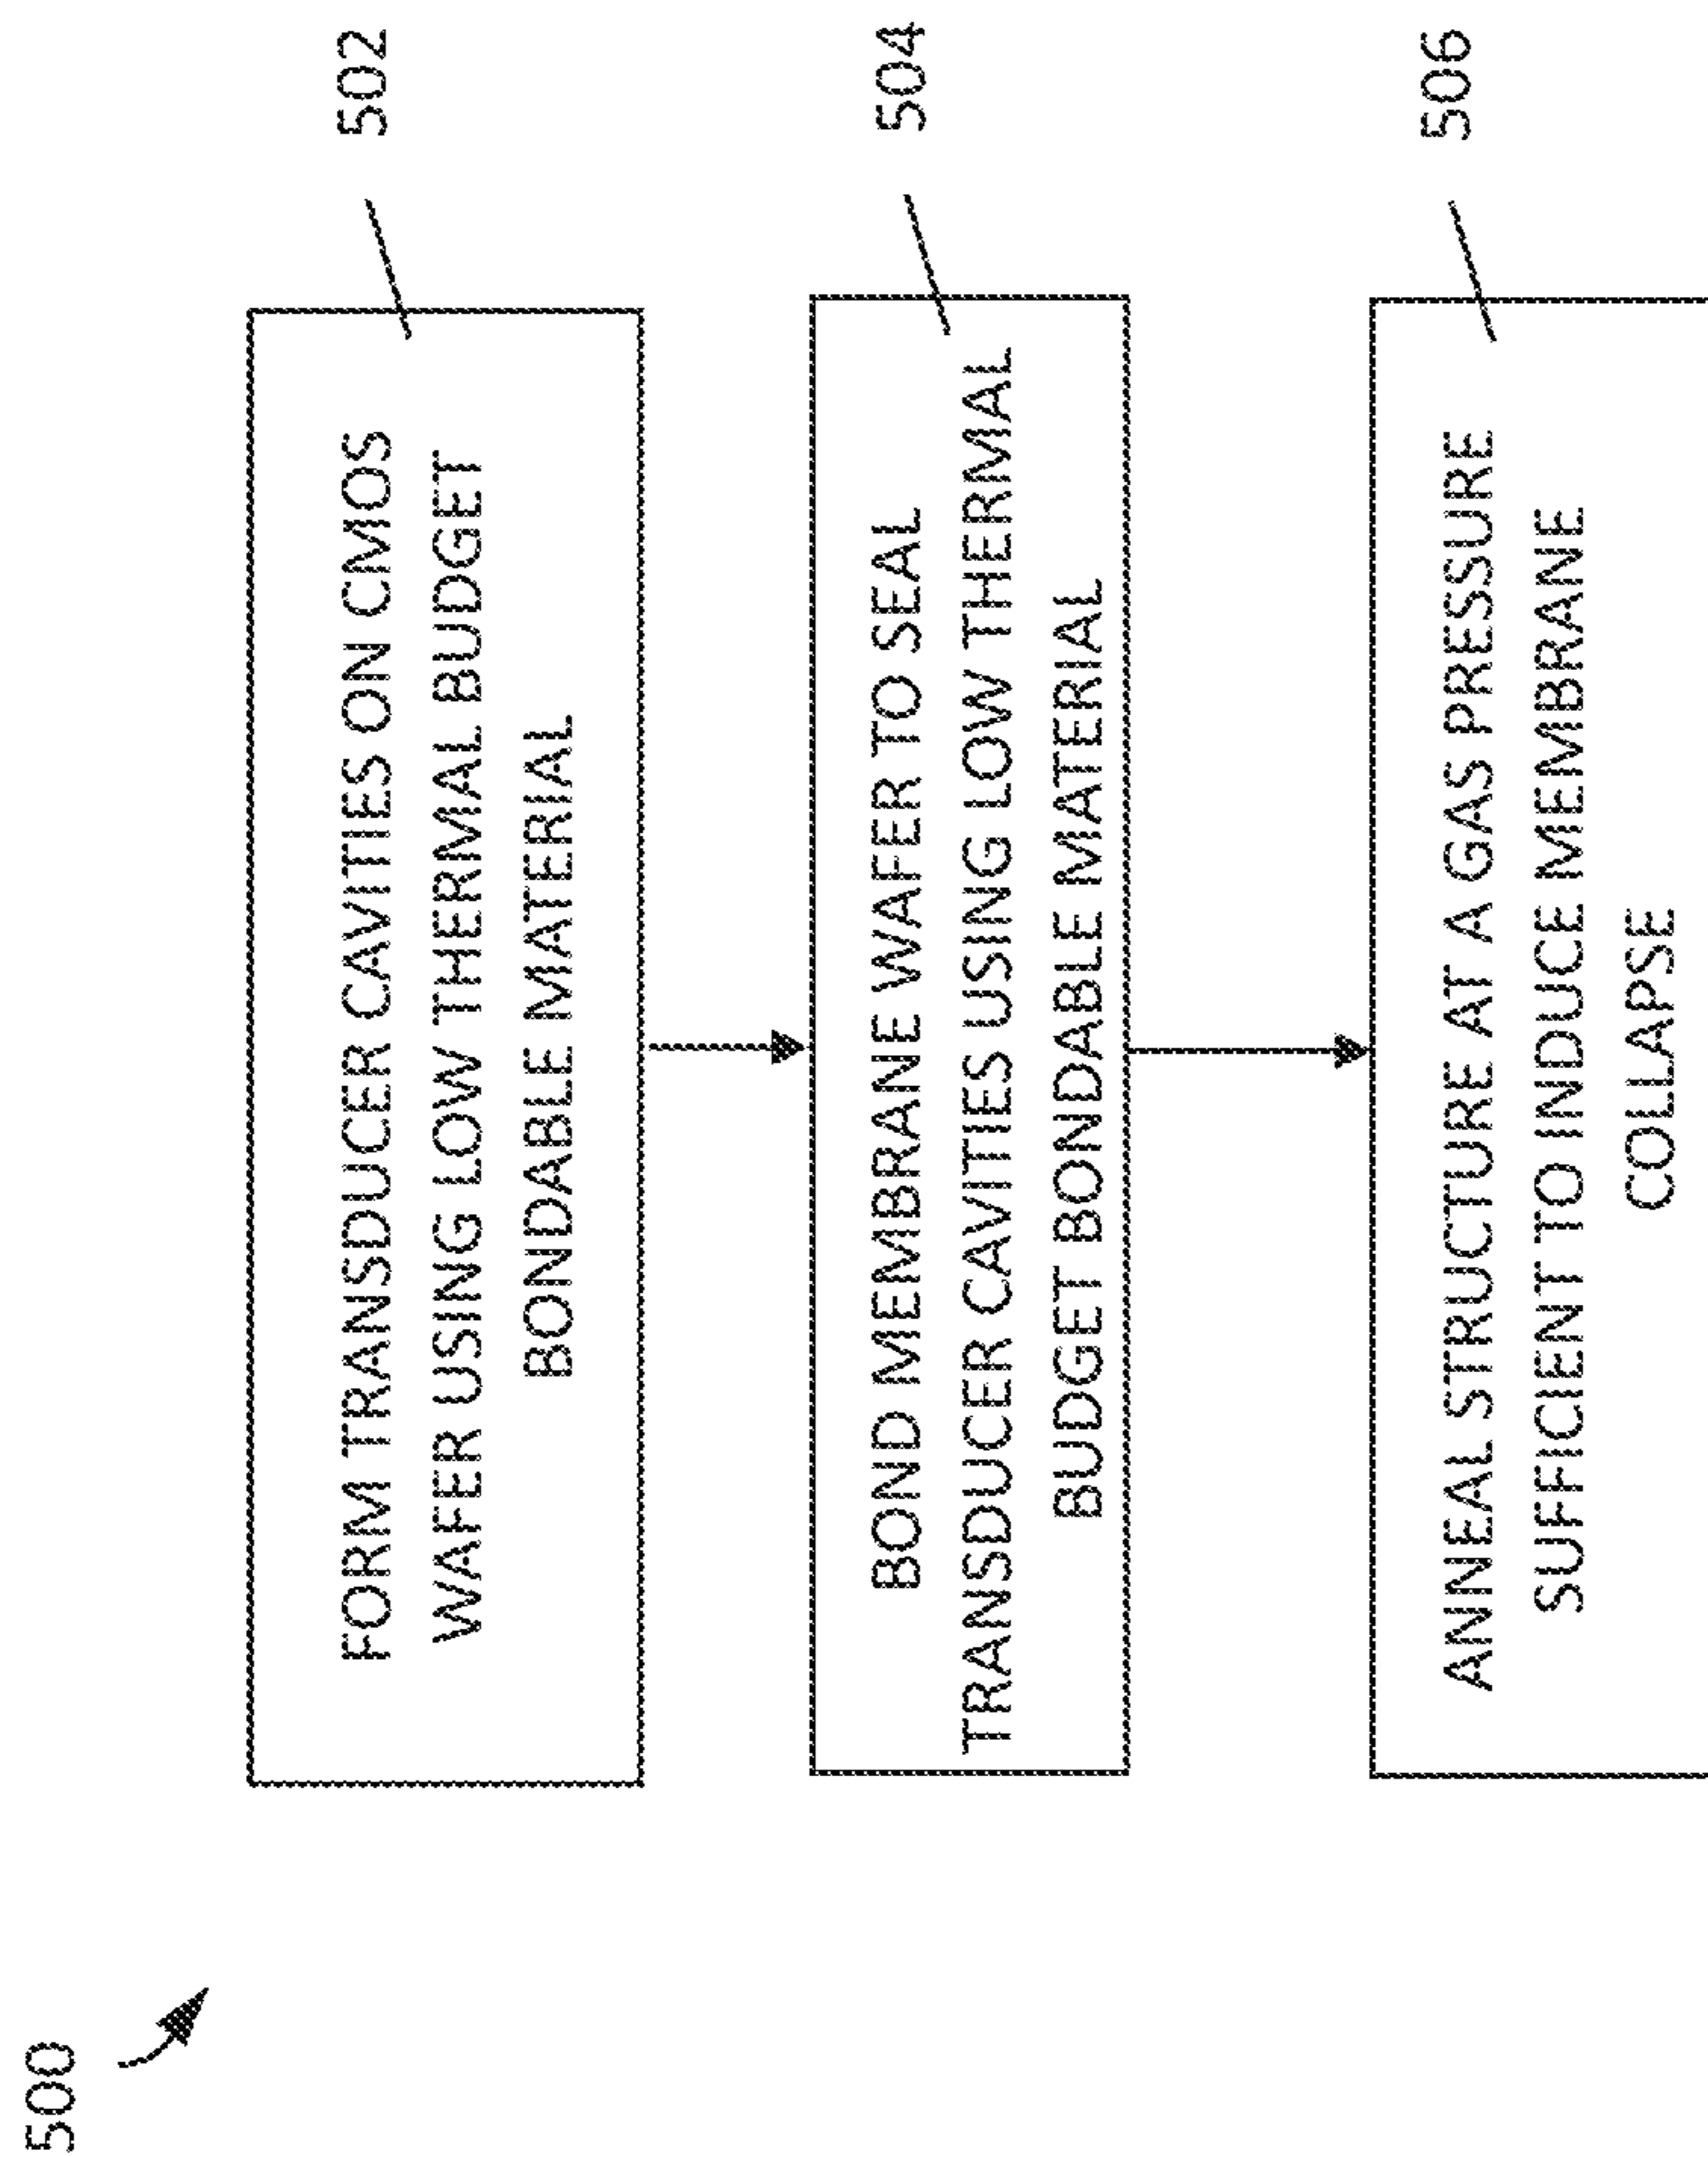 500
FORM TRANSDUCER CAVITIES ON CMOS
WAFER USING LOW THERMAL BUDGET
BONDABLE MATERIAL
502
BOND MEMBRANE WAFER TO SEAL
TRANSDUCER CAVITIES USING LOW THERMAL
BUDGET BONDABLE MATERIAL
504
ANNEAL STRUCTURE AT A GAS PRESSURE
SUFFICIENT TO INDUCE MEMBRANE
COLLAPSE
506